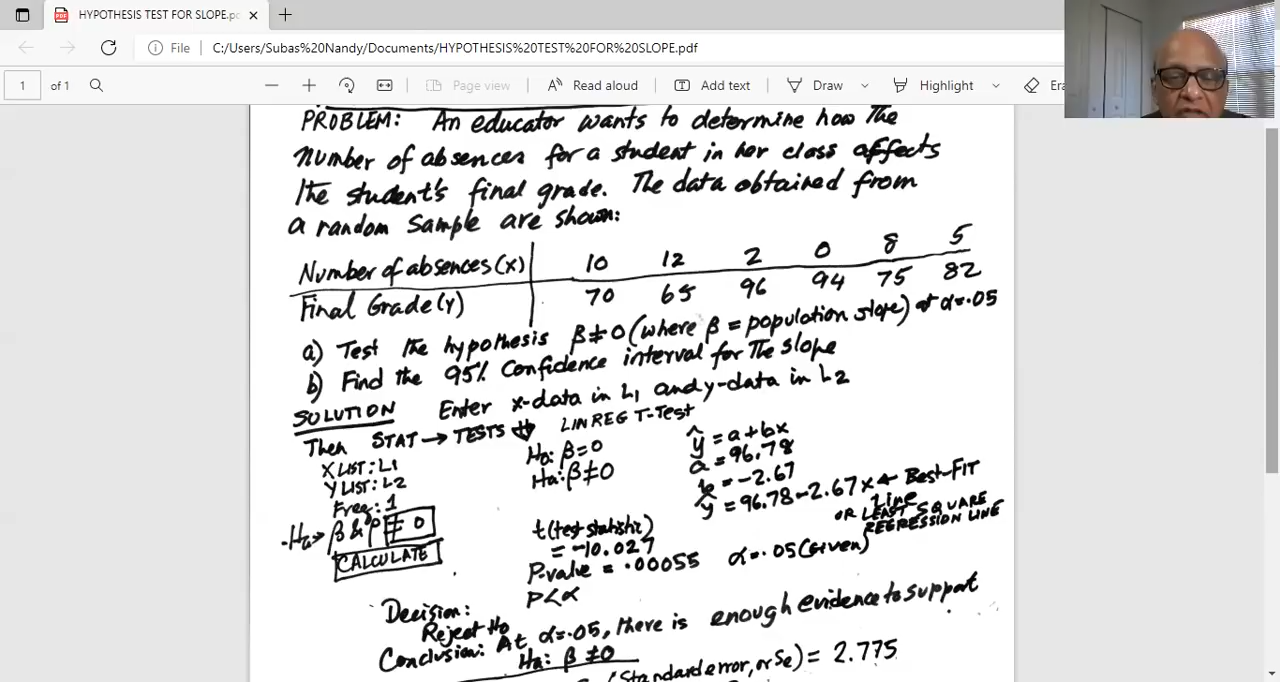 HYPOTHESIS TEST FOR SLOPE.pc
File C:/Users/Subas%20Nandy/Documents/HYPOTHESIS%20TEST%20FOR%20SLOPE.pdf
1 of 1 Page view Read aloud Add text Draw Highlight Era
PROBLEM: An educator wants to determine how the
number of absences for a student in her class affects
the student's final grade. The data obtained from
a random sample are shown:
Number of absences (x) 10 12 2 0 8 5
Final Grade (y) 70 65 96 94 75 82
a) Test the hypothesis β≠0 (where β = population slope) at α=.05
b) Find the 95% confidence interval for the slope
SOLUTION Enter x-data in L1 and y-data in L2
Then STAT → TESTS LINREG T-Test
X LIST: L1
Y LIST: L2
Freq: 1
Ha→ β & ρ ≠ 0
CALCULATE
Ha: β=0
Ha: β≠0
t (test statistic)
= -10.027
P-value = .00055 α=.05 (Given)
P<α
ŷ = a+bx
a = 96.78
b = -2.67
ŷ = 96.78-2.67x ← Best-Fit
Line
OR LEAST SQUARE
REGRESSION LINE
Decision:
Reject Ho
Conclusion: At α=.05, there is enough evidence to support
Ha: β≠0
(Standard error, or Se) = 2.775